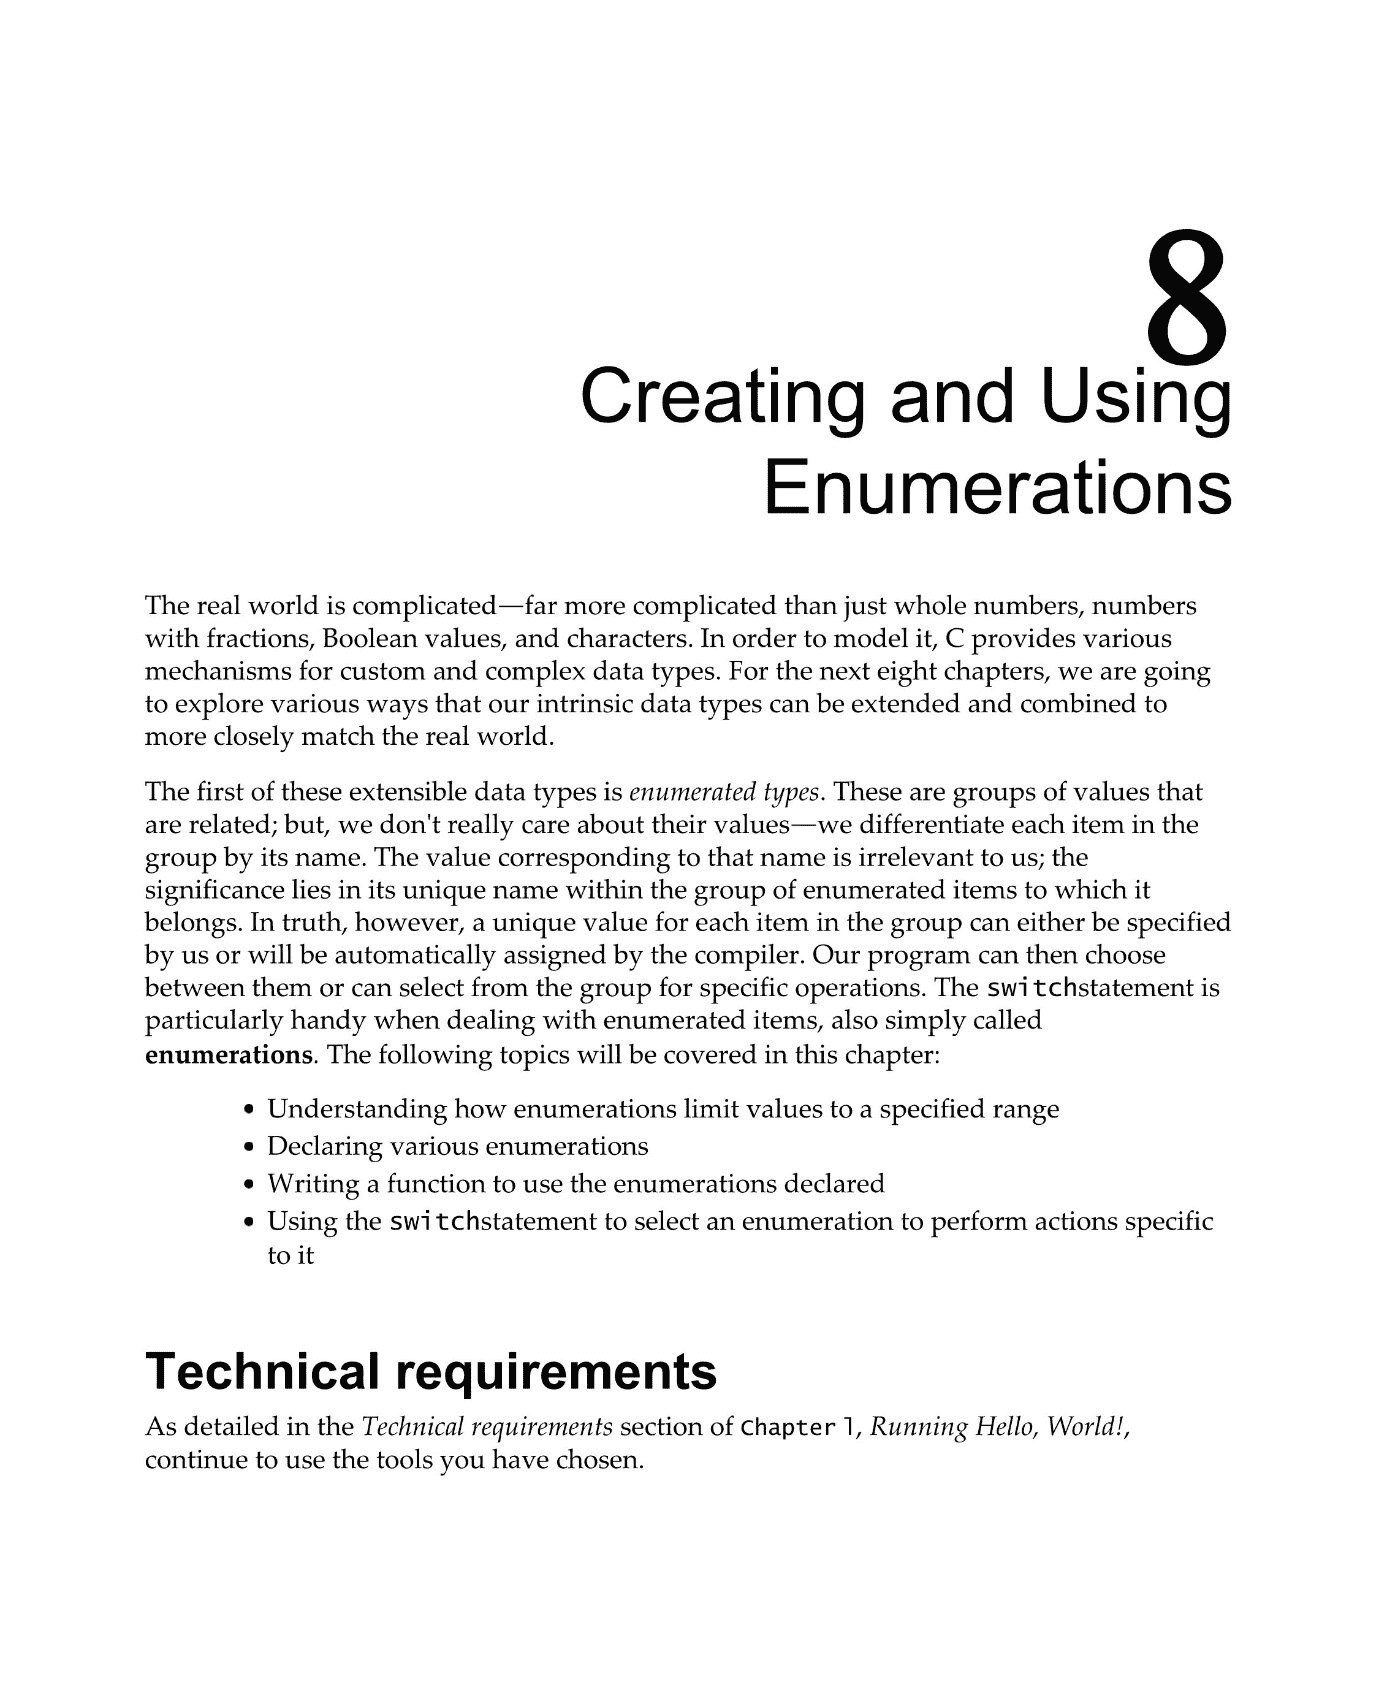 8
Creating and Using
Enumerations
The real world is complicated—far more complicated than just whole numbers, numbers
with fractions, Boolean values, and characters. In order to model it, C provides various
mechanisms for custom and complex data types. For the next eight chapters, we are going
to explore various ways that our intrinsic data types can be extended and combined to
more closely match the real world.
The first of these extensible data types is enumerated types. These are groups of values that
are related; but, we don't really care about their values—we differentiate each item in the
group by its name. The value corresponding to that name is irrelevant to us; the
significance lies in its unique name within the group of enumerated items to which it
belongs. In truth, however, a unique value for each item in the group can either be specified
by us or will be automatically assigned by the compiler. Our program can then choose
between them or can select from the group for specific operations. The switchstatement is
particularly handy when dealing with enumerated items, also simply called
enumerations. The following topics will be covered in this chapter:
• Understanding how enumerations limit values to a specified range
• Declaring various enumerations
• Writing a function to use the enumerations declared
• Using the switchstatement to select an enumeration to perform actions specific
to it
Technical requirements
As detailed in the Technical requirements section of Chapter 1, Running Hello, World!,
continue to use the tools you have chosen.